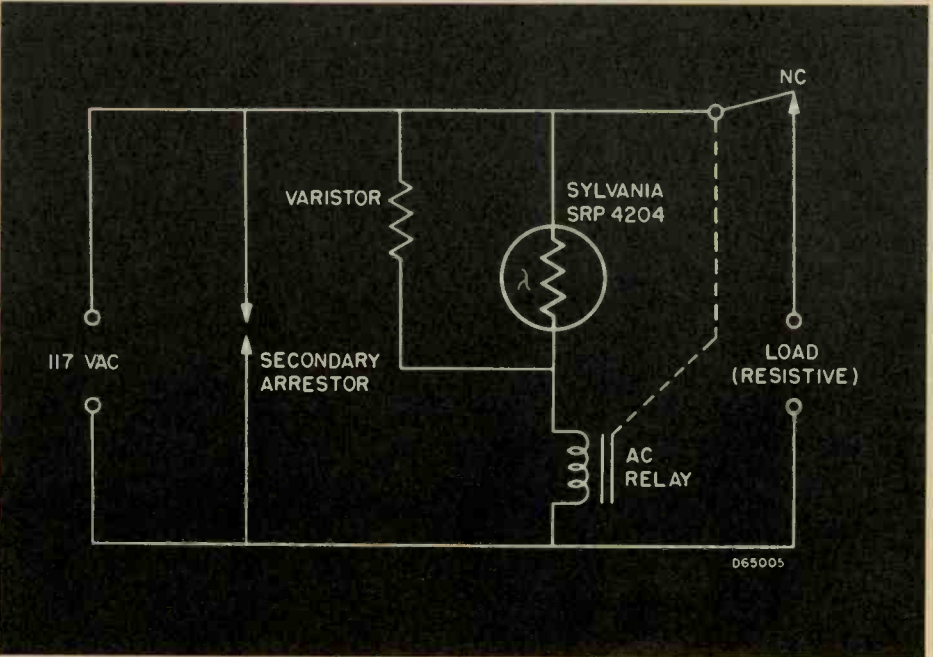 NC
VARISTOR
SYLVANIA
SRP 4204
λ
117 VAC
SECONDARY
ARRESTOR
LOAD
(RESISTIVE)
AC
RELAY
D65005